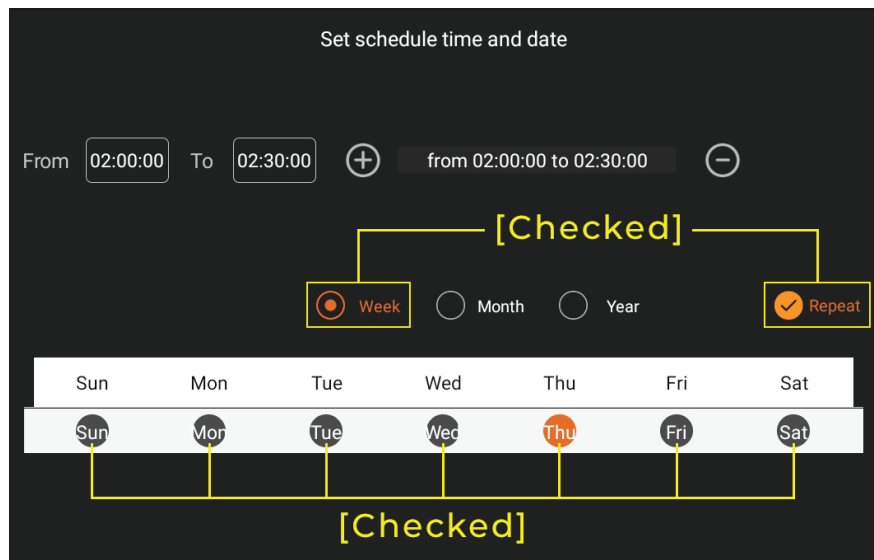 Set schedule time and date
From 02:00:00 To 02:30:00 from 02:00:00 to 02:30:00
[Checked]
Week Month Year Repeat
Sun Mon Tue Wed Thu Fri Sat
Sun Mon Tue Wed Thu Fri Sat
[Checked]